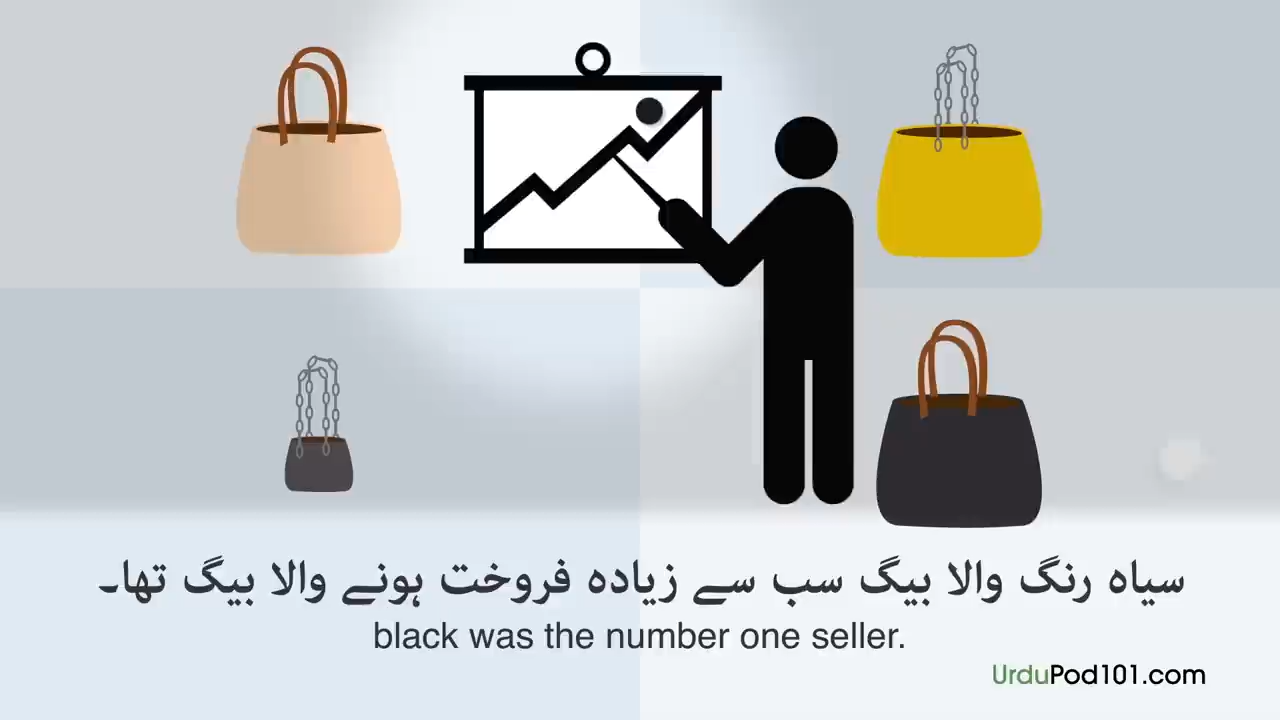 سیاہ رنگ والا بیگ سب سے زیادہ فروخت ہونے والا بیگ تھا۔
black was the number one seller.
UrduPod101.com